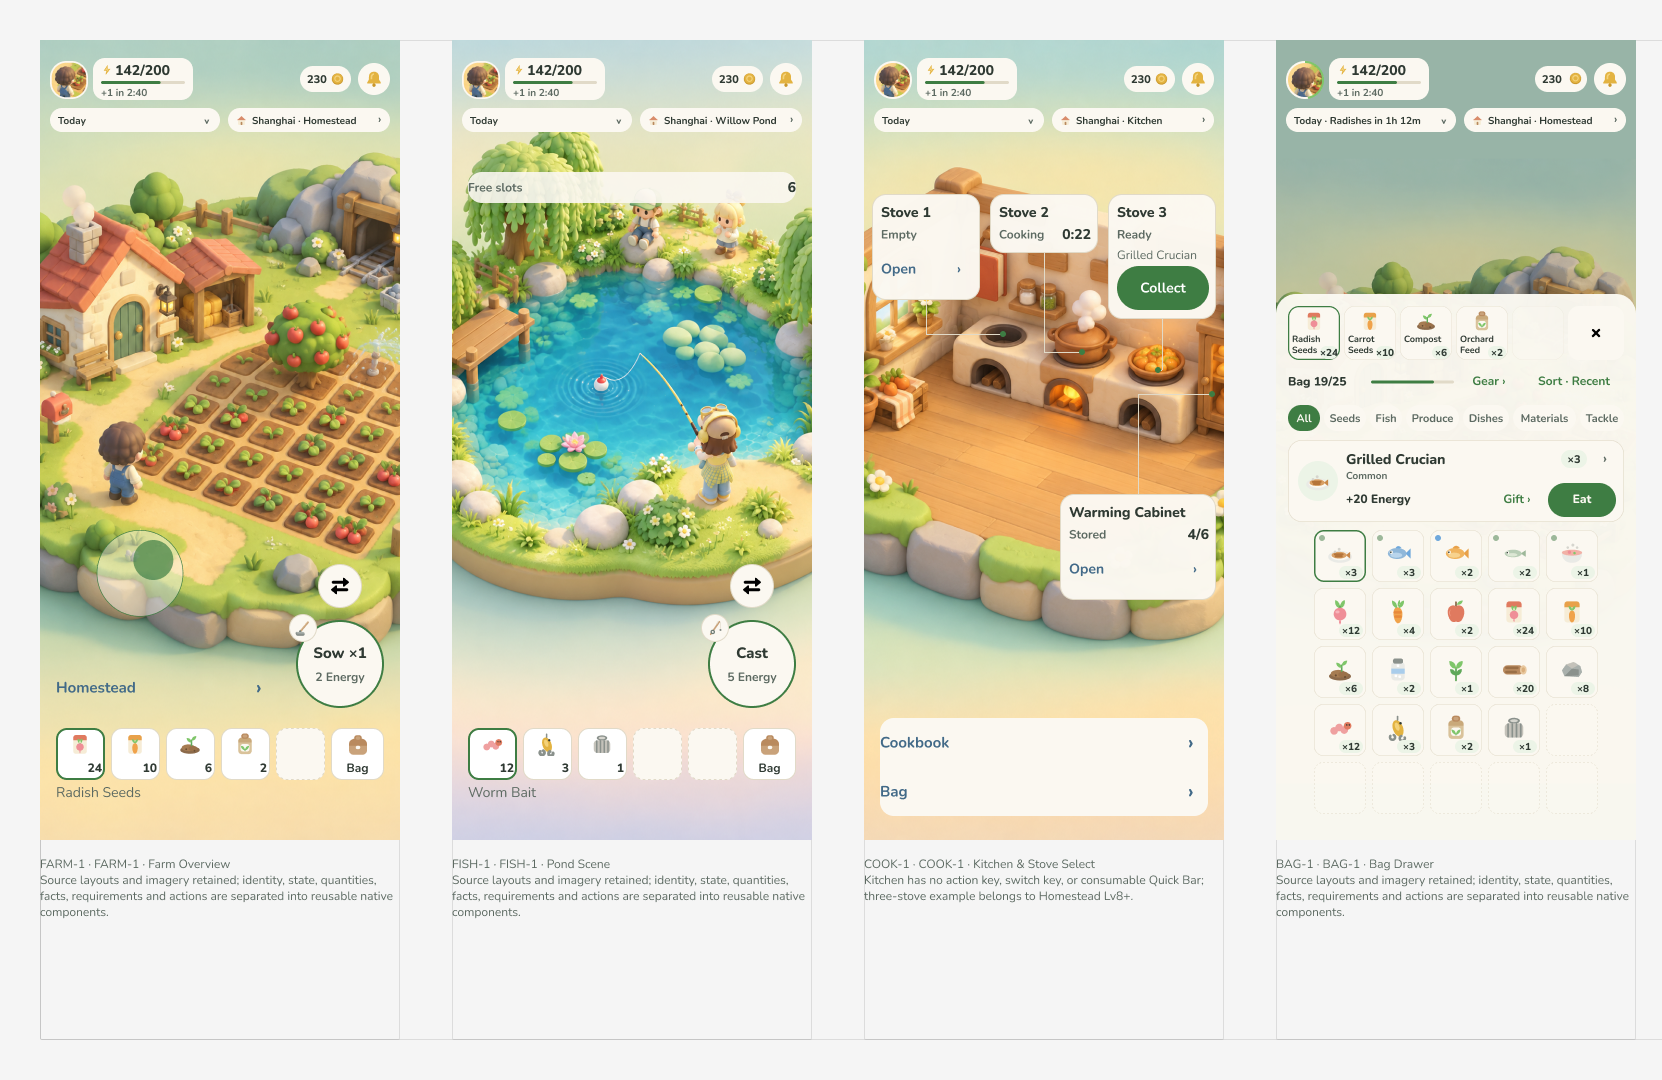 142/200
+1 in 2:40
230
Today
Shanghai · Homestead
Sow ×1
2 Energy
Homestead
24
10
6
2
Bag
Radish Seeds
FARM-1 · FARM-1 · Farm Overview
Source layouts and imagery retained; identity, state, quantities,
facts, requirements and actions are separated into reusable native
components.
142/200
+1 in 2:40
230
Today
Shanghai · Willow Pond
Free slots
6
Cast
5 Energy
12
3
1
Bag
Worm Bait
FISH-1 · FISH-1 · Pond Scene
Source layouts and imagery retained; identity, state, quantities,
facts, requirements and actions are separated into reusable native
components.
142/200
+1 in 2:40
230
Today
Shanghai · Kitchen
Stove 1
Empty
Open
Stove 2
Cooking 0:22
Stove 3
Ready
Grilled Crucian
Collect
Warming Cabinet
Stored 4/6
Open
Cookbook
Bag
COOK-1 · COOK-1 · Kitchen & Stove Select
Kitchen has no action key, switch key, or consumable Quick Bar;
three-stove example belongs to Homestead Lv8+.
142/200
+1 in 2:40
230
Today · Radishes in 1h 12m
Shanghai · Homestead
Radish
Seeds ×24
Carrot
Seeds ×10
Compost
×6
Orchard
Feed ×2
Bag 19/25
Gear ›
Sort · Recent
All Seeds Fish Produce Dishes Materials Tackle
Grilled Crucian
×3
Common
+20 Energy
Gift ›
Eat
×3 ×3 ×2 ×2 ×1
×12 ×4 ×2 ×24 ×10
×6 ×2 ×1 ×20 ×8
×12 ×3 ×2 ×1
BAG-1 · BAG-1 · Bag Drawer
Source layouts and imagery retained; identity, state, quantities,
facts, requirements and actions are separated into reusable native
components.